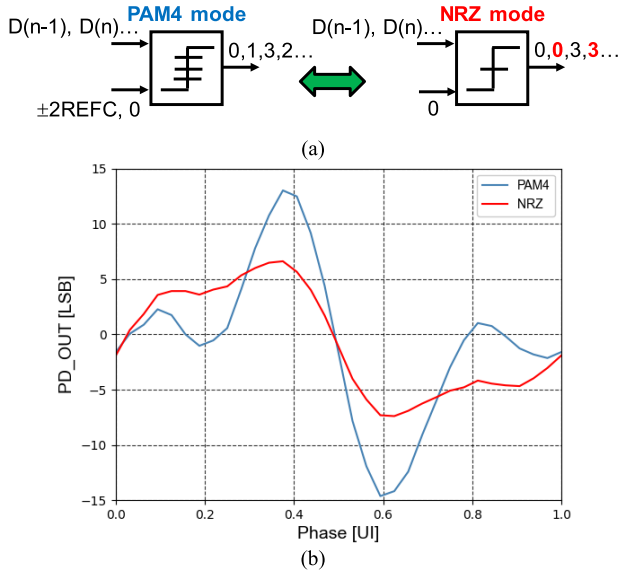 PAM4 mode
NRZ mode
D(n-1), D(n)...
0,1,3,2...
±2REFC, 0
D(n-1), D(n)...
0,0,3,3...
0
(a)
PAM4
NRZ
15
10
5
0
−5
−10
−15
PD_OUT [LSB]
0.0 0.2 0.4 0.6 0.8 1.0
Phase [UI]
(b)